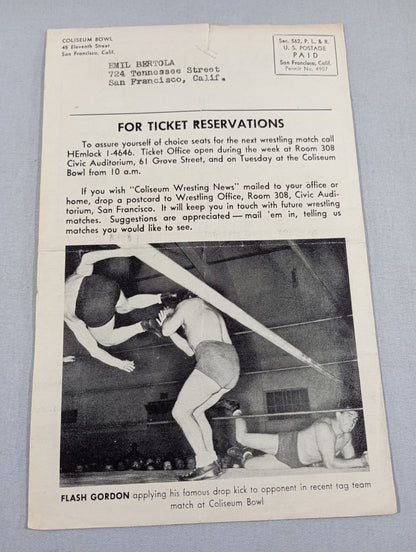 COLISEUM BOWL
45 Eleventh Street
San Francisco, Calif.
EMIL BERTOLA
724 Tennessee Street
San Francisco, Calif.
Sec. 562, P. L. & R.
U. S. POSTAGE
PAID
San Francisco, Calif.
Permit No. 4907
FOR TICKET RESERVATIONS
To assure yourself of choice seats for the next wrestling match call
HEmlock 1-4646. Ticket Office open during the week at Room 308
Civic Auditorium, 61 Grove Street, and on Tuesday at the Coliseum
Bowl from 10 a.m.
If you wish "Coliseum Wresting News" mailed to your office or
home, drop a postcard to Wrestling Office, Room 308, Civic Audi-
torium, San Francisco. It will keep you in touch with future wrestling
matches. Suggestions are appreciated — mail 'em in, telling us
matches you would like to see.
FLASH GORDON applying his famous drop kick to opponent in recent tag team
match at Coliseum Bowl